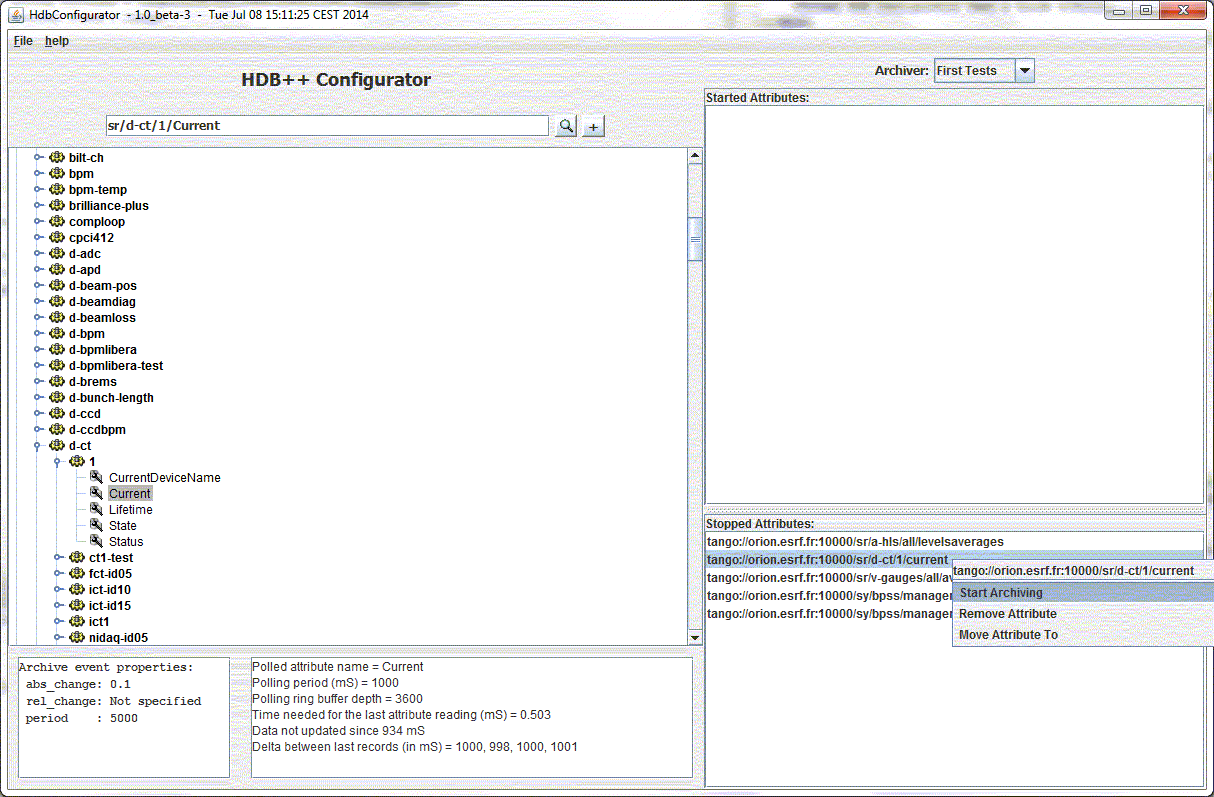 HdbConfigurator - 1.0_beta-3 - Tue Jul 08 15:11:25 CEST 2014
File help
HDB++ Configurator
Archiver: First Tests
sr/d-ct/1/Current
+
bilt-ch
bpm
bpm-temp
brilliance-plus
comploop
cpci412
d-adc
d-apd
d-beam-pos
d-beamdiag
d-beamloss
d-bpm
d-bpmlibera
d-bpmlibera-test
d-brems
d-bunch-length
d-ccd
d-ccdbpm
d-ct
1
CurrentDeviceName
Current
Lifetime
State
Status
ct1-test
fct-id05
ict-id10
ict-id15
ict1
nidaq-id05
Archive event properties:
abs_change: 0.1
rel_change: Not specified
period : 5000
Polled attribute name = Current
Polling period (mS) = 1000
Polling ring buffer depth = 3600
Time needed for the last attribute reading (mS) = 0.503
Data not updated since 934 mS
Delta between last records (in mS) = 1000, 998, 1000, 1001
Started Attributes:
Stopped Attributes:
tango://orion.esrf.fr:10000/sr/a-hls/all/levelsaverages
tango://orion.esrf.fr:10000/sr/d-ct/1/current
tango://orion.esrf.fr:10000/sr/v-gauges/all/av
tango://orion.esrf.fr:10000/sy/bpss/manager
tango://orion.esrf.fr:10000/sy/bpss/manager
tango://orion.esrf.fr:10000/sr/d-ct/1/current
Start Archiving
Remove Attribute
Move Attribute To